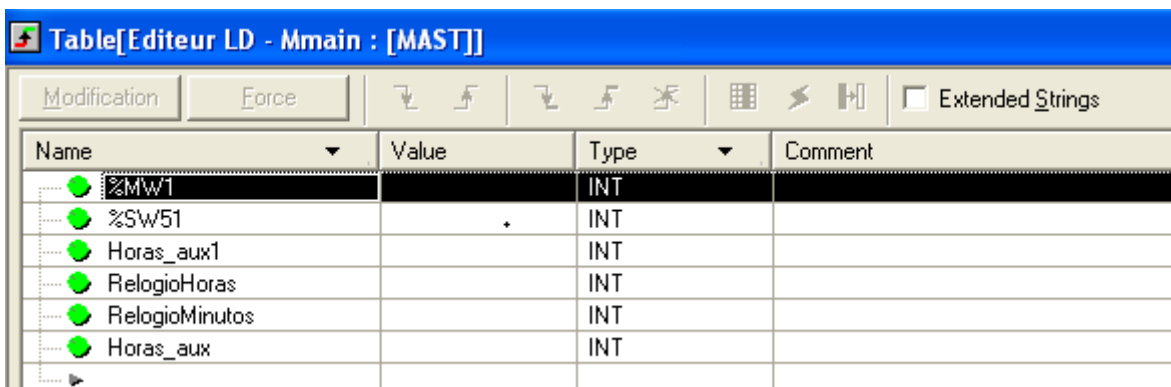 Table[Editeur LD - Mmain : [MAST]]
Modification Force Extended Strings
Name Value Type Comment
%MW1 INT
%SW51 INT
Horas_aux1 INT
RelogioHoras INT
RelogioMinutos INT
Horas_aux INT